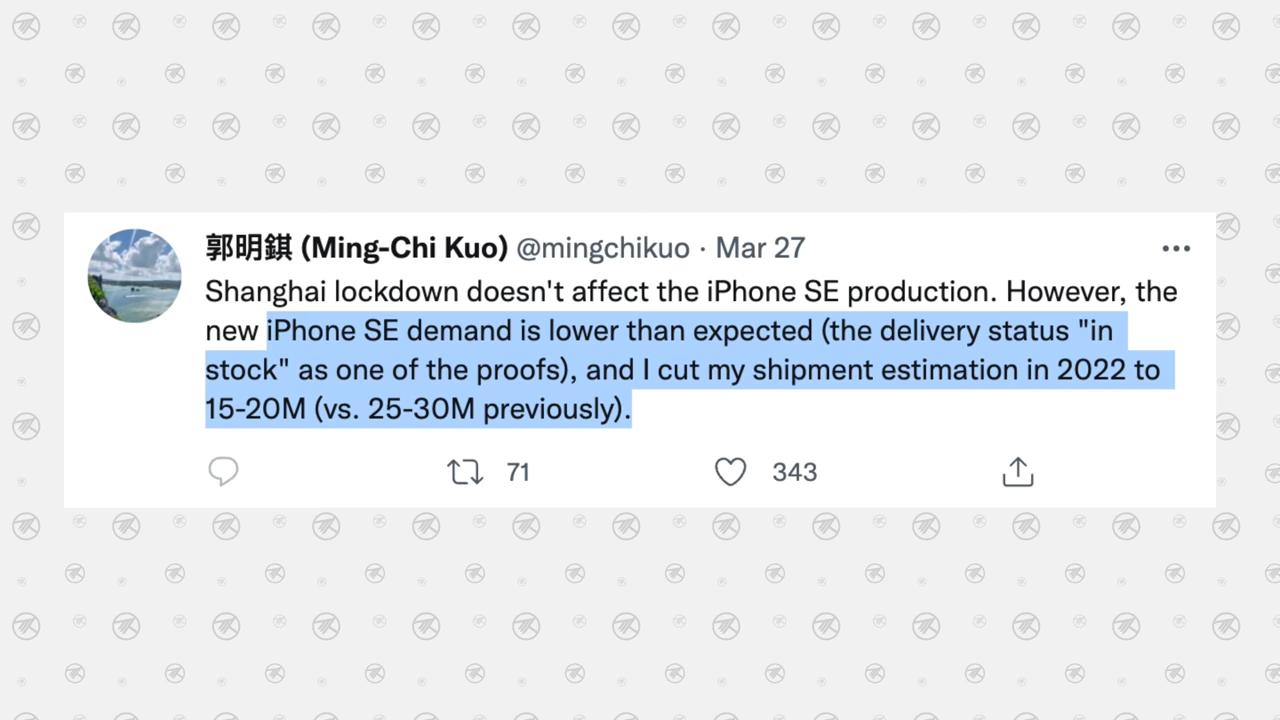 郭明錤 (Ming-Chi Kuo) @mingchikuo · Mar 27
Shanghai lockdown doesn't affect the iPhone SE production. However, the
new iPhone SE demand is lower than expected (the delivery status "in
stock" as one of the proofs), and I cut my shipment estimation in 2022 to
15-20M (vs. 25-30M previously).
71 343